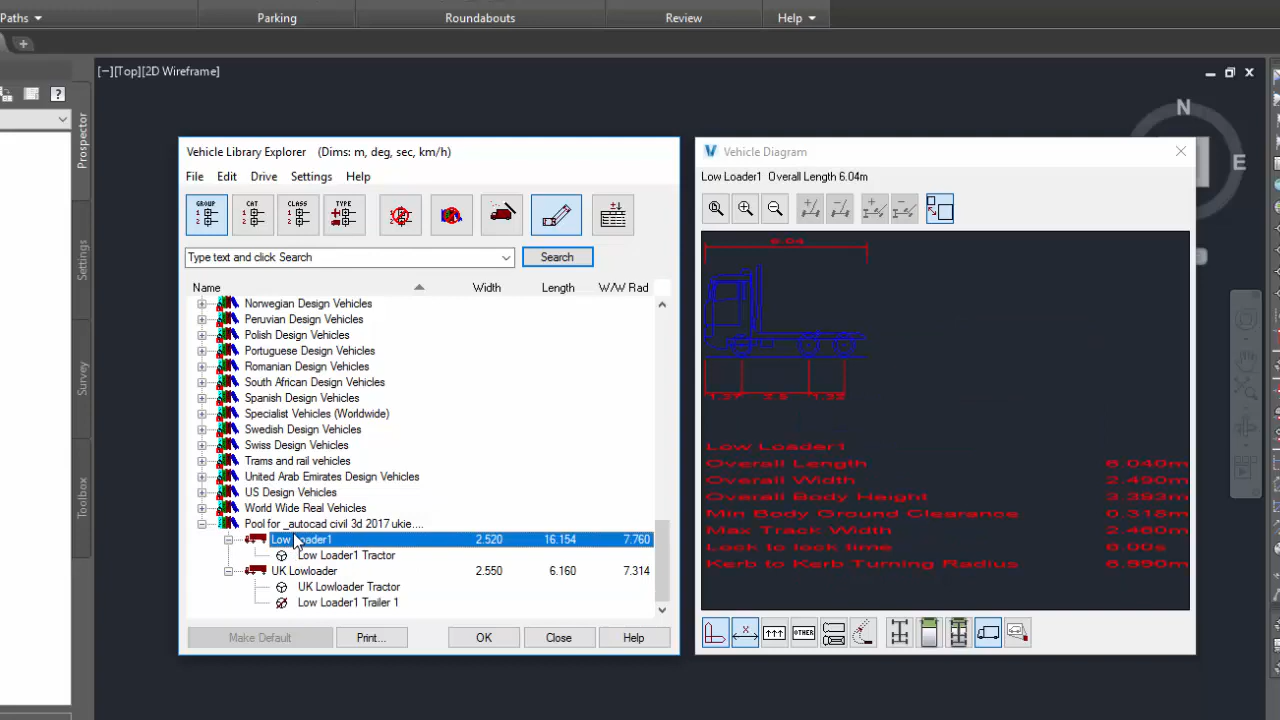 Paths
Parking
Roundabouts
Review
Help
+
[−][Top][2D Wireframe]
N
E
?
Prospector
Settings
Survey
Toolbox
Vehicle Library Explorer (Dims: m, deg, sec, km/h)
File Edit Drive Settings Help
GROUP CAT CLASS TYPE
Type text and click Search
Search
Name Width Length W/W Rad
Norwegian Design Vehicles
Peruvian Design Vehicles
Polish Design Vehicles
Portuguese Design Vehicles
Romanian Design Vehicles
South African Design Vehicles
Spanish Design Vehicles
Specialist Vehicles (Worldwide)
Swedish Design Vehicles
Swiss Design Vehicles
Trams and rail vehicles
United Arab Emirates Design Vehicles
US Design Vehicles
World Wide Real Vehicles
Pool for _autocad civil 3d 2017 ukie....
Low Loader1 2.520 16.154 7.760
Low Loader1 Tractor
UK Lowloader 2.550 6.160 7.314
UK Lowloader Tractor
Low Loader1 Trailer 1
Make Default Print... OK Close Help
Vehicle Diagram
Low Loader1 Overall Length 6.04m
6.04
Low Loader1
Overall Length 6.040m
Overall Width 2.490m
Overall Body Height 3.392m
Min Body Ground Clearance 0.318m
Max Track Width 2.460m
Lock to lock time 6.00s
Kerb to Kerb Turning Radius 6.550m
OTHER